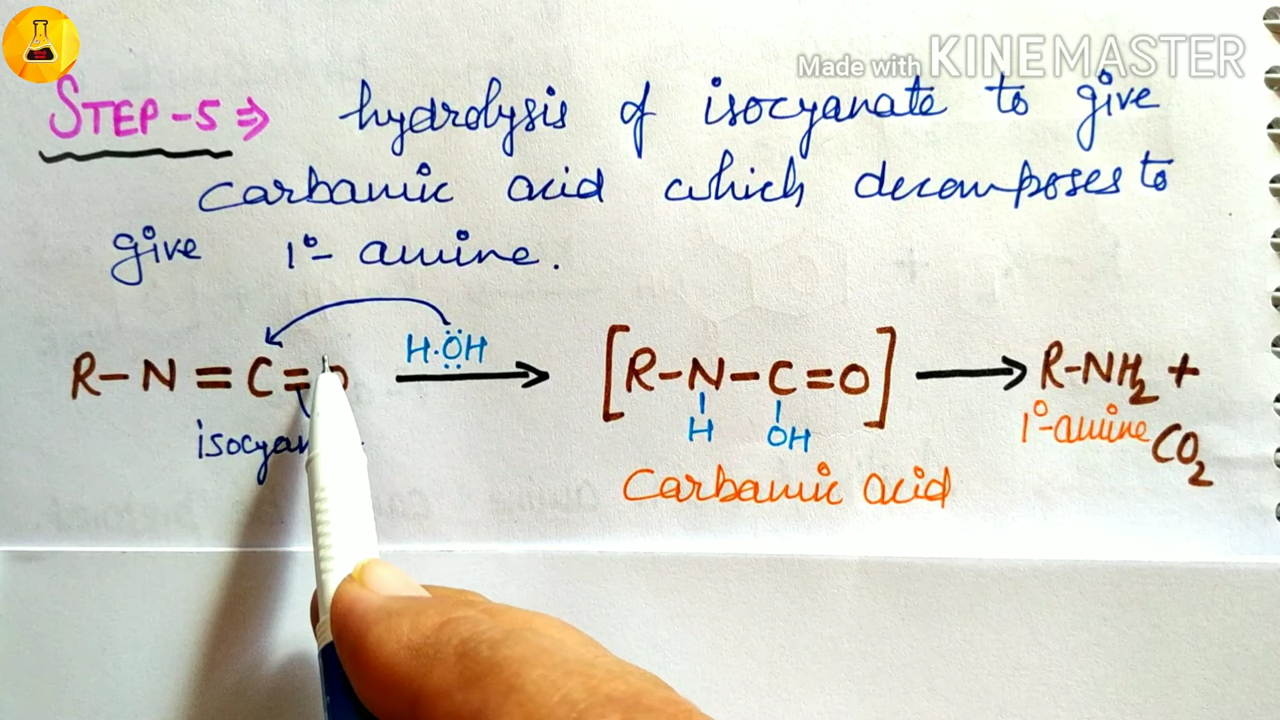 Made with KINEMASTER
STEP-5 ⇒ hydrolysis of isocyanate to give
carbamic acid which decomposes to
give 1°- amine.
R-N=C= H·ÖH → [R-N-C=O] → R-NH₂ +
H OH 1°-amine CO₂
Carbamic acid